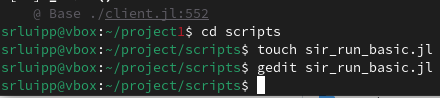 @ Base ./client.jl:552
srluipp@vbox:~/project1$ cd scripts
srluipp@vbox:~/project/scripts$ touch sir_run_basic.jl
srluipp@vbox:~/project/scripts$ gedit sir_run_basic.jl
srluipp@vbox:~/project/scripts$